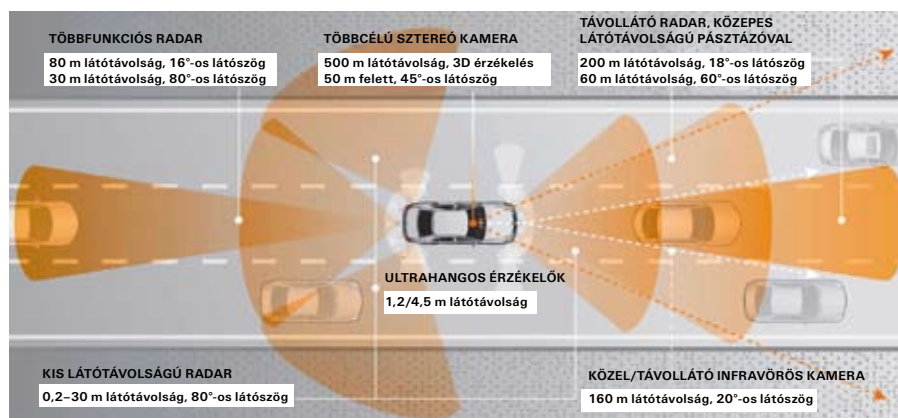 TÖBBFUNKCIÓS RADAR
80 m látótávolság, 16°-os látószög
30 m látótávolság, 80°-os látószög
TÖBBCÉLÚ SZTEREÓ KAMERA
500 m látótávolság, 3D érzékelés
50 m felett, 45°-os látószög
TÁVOLLÁTÓ RADAR, KÖZEPES
LÁTÓTÁVOLSÁGÚ PÁSZTÁZÓVAL
200 m látótávolság, 18°-os látószög
60 m látótávolság, 60°-os látószög
ULTRAHANGOS ÉRZÉKELŐK
1,2/4,5 m látótávolság
KIS LÁTÓTÁVOLSÁGÚ RADAR
0,2–30 m látótávolság, 80°-os látószög
KÖZEL/TÁVOLLÁTÓ INFRAVÖRÖS KAMERA
160 m látótávolság, 20°-os látószög